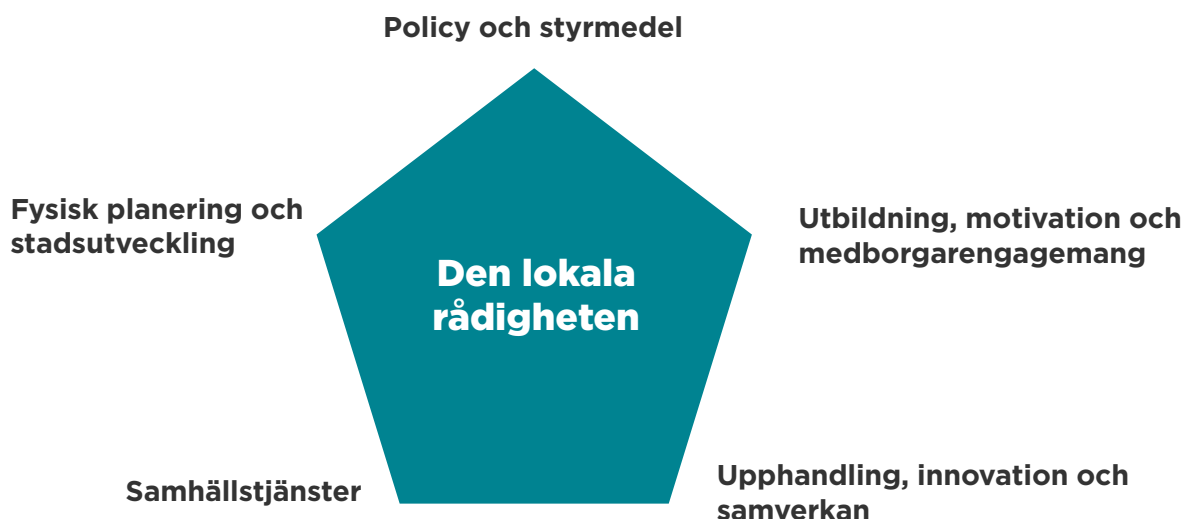 Policy och styrmedel
Fysisk planering och
stadsutveckling
Utbildning, motivation och
medborgarengagemang
Den lokala
rådigheten
Samhällstjänster
Upphandling, innovation och
samverkan